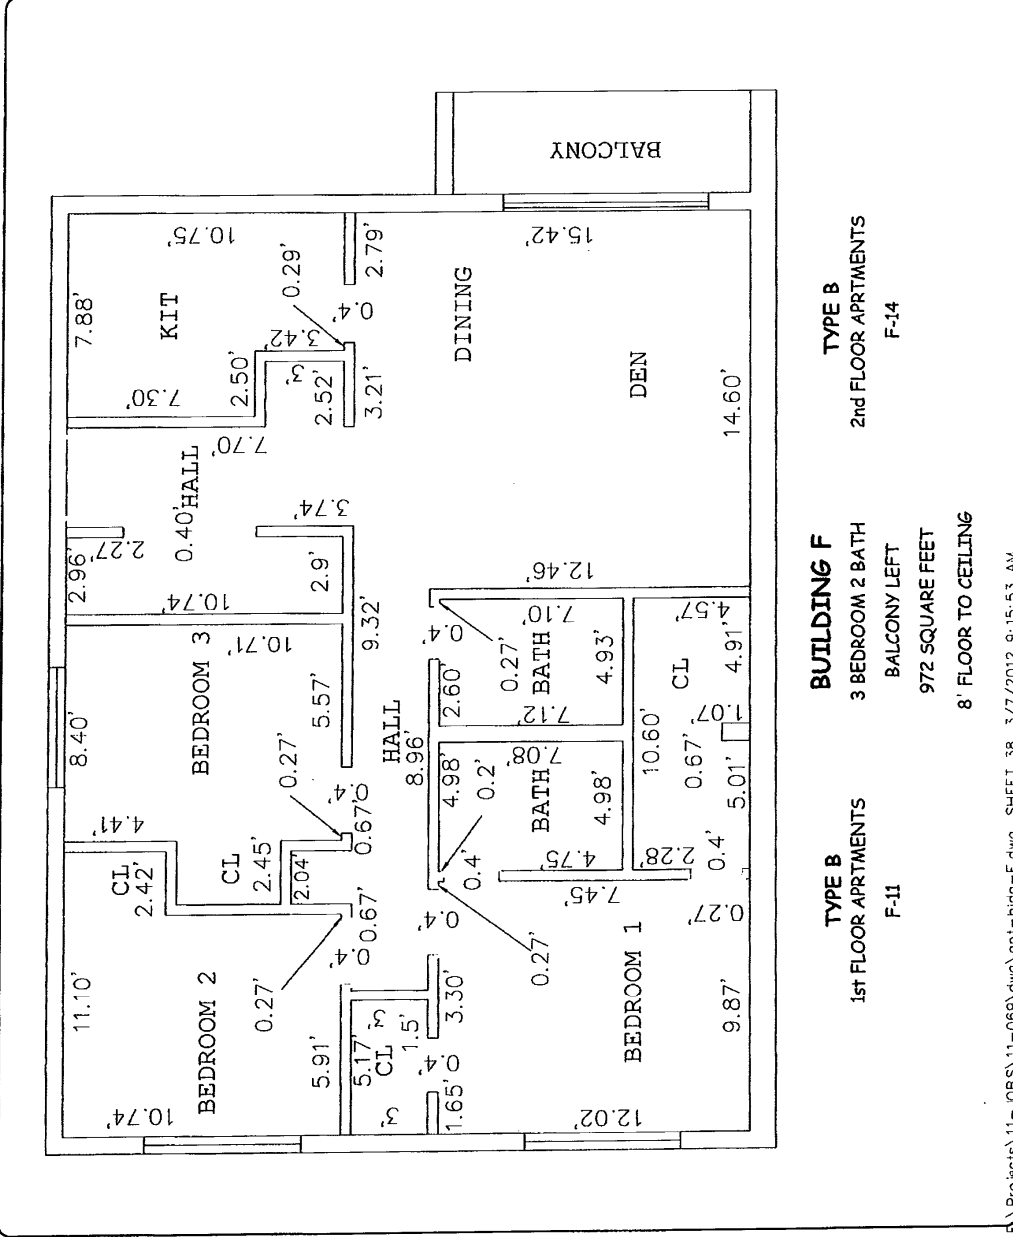 BALCONY
10.75'
15.42'
2.79'
0.29'
7.88'
KIT
0.4'
DINING
3.42'
3'
2.50'
2.52'
3.21'
7.30'
DEN
14.60'
7.70'
HALL
3.74'
0.40'
2.27'
2.96'
2.9'
10.74'
12.46'
9.32'
7.10'
4.57'
0.4'
10.71'
BEDROOM 3
0.27'
BATH
4.93'
CL
4.91'
5.57'
2.60'
7.12'
1.07'
8.40'
HALL
8.96'
7.08'
10.60'
0.67'
0.27'
4.98'
0.2'
BATH
4.98'
5.01'
0.4'
0.67'
4.41'
CL
2.42'
CL
2.45'
2.04'
0.4'
4.75'
2.28'
0.4'
7.45'
0.67'
0.4'
0.27'
0.4'
0.27'
0.27'
11.10'
BEDROOM 2
5.91'
5.17'
CL
3'
1.5'
3.30'
BEDROOM 1
9.87'
0.4'
3'
1.65'
10.74'
12.02'
BUILDING F
3 BEDROOM 2 BATH
BALCONY LEFT
972 SQUARE FEET
8' FLOOR TO CEILING
TYPE B
1st FLOOR APRTMENTS
F-11
TYPE B
2nd FLOOR APRTMENTS
F-14